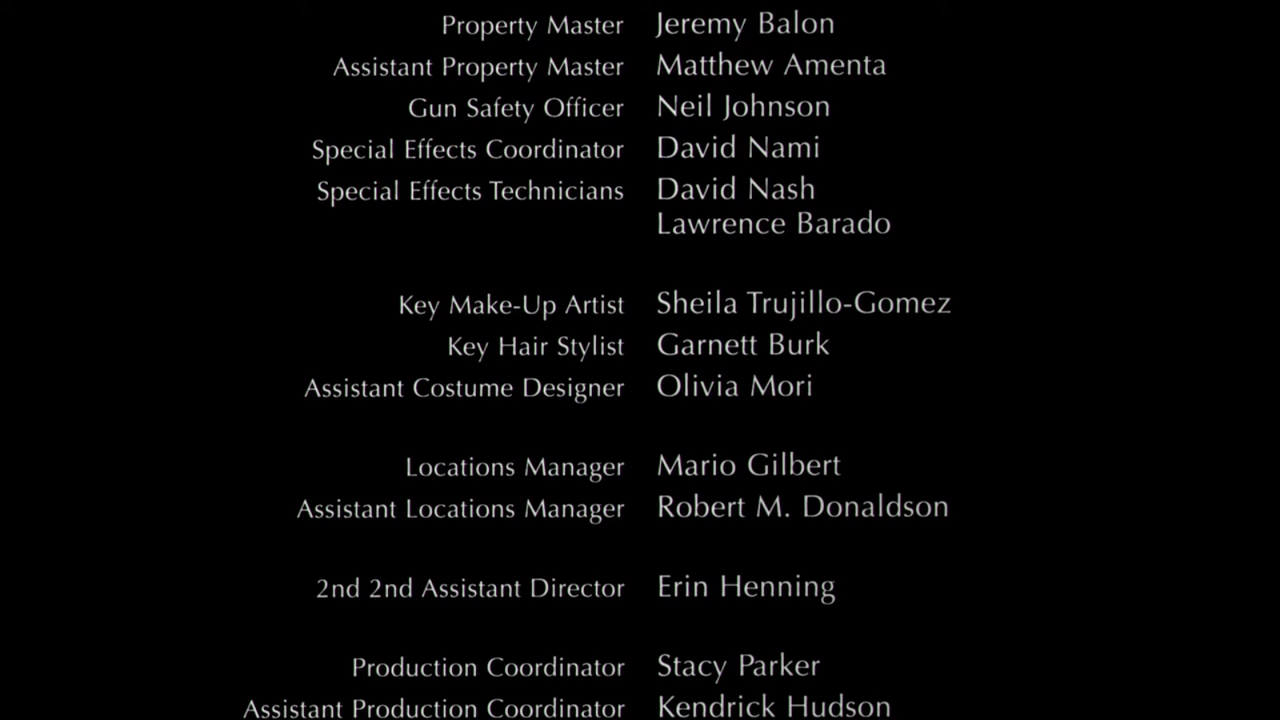 Property Master Jeremy Balon
Assistant Property Master Matthew Amenta
Gun Safety Officer Neil Johnson
Special Effects Coordinator David Nami
Special Effects Technicians David Nash
Lawrence Barado
Key Make-Up Artist Sheila Trujillo-Gomez
Key Hair Stylist Garnett Burk
Assistant Costume Designer Olivia Mori
Locations Manager Mario Gilbert
Assistant Locations Manager Robert M. Donaldson
2nd 2nd Assistant Director Erin Henning
Production Coordinator Stacy Parker
Assistant Production Coordinator Kendrick Hudson